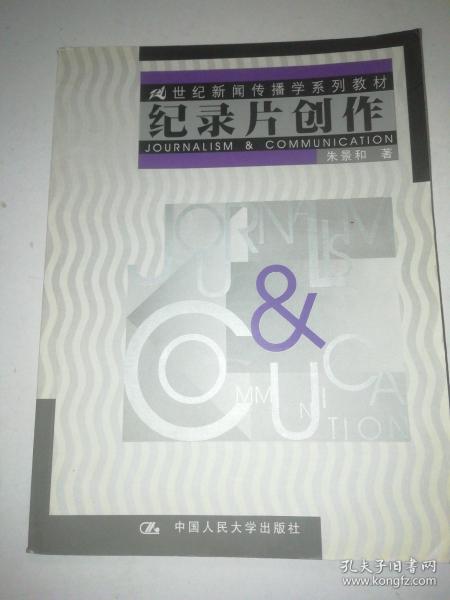 21世纪新闻传播学系列教材
纪录片创作
JOURNALISM & COMMUNICATION
朱景和 著
JOURNALISM
&
COMMUNICATION
中国人民大学出版社
孔夫子旧书网
www.kongfz.com